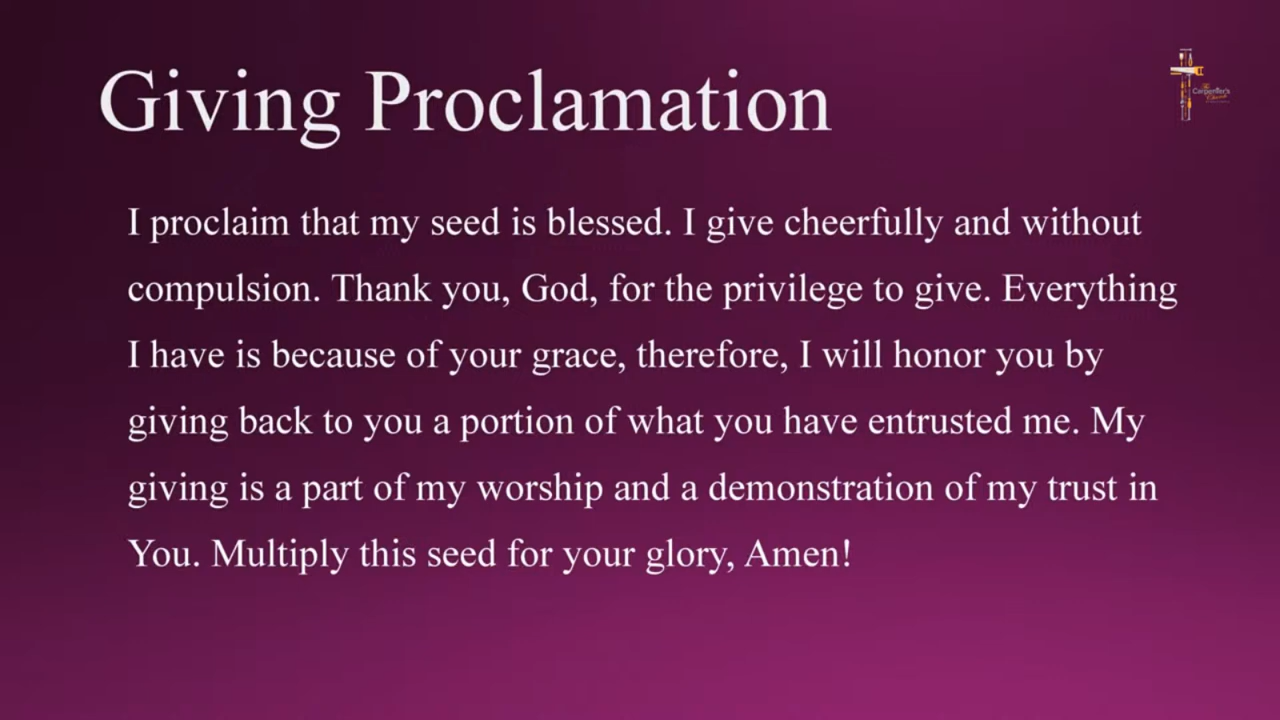 Giving Proclamation
I proclaim that my seed is blessed. I give cheerfully and without
compulsion. Thank you, God, for the privilege to give. Everything
I have is because of your grace, therefore, I will honor you by
giving back to you a portion of what you have entrusted me. My
giving is a part of my worship and a demonstration of my trust in
You. Multiply this seed for your glory, Amen!
Carpenter's
Church